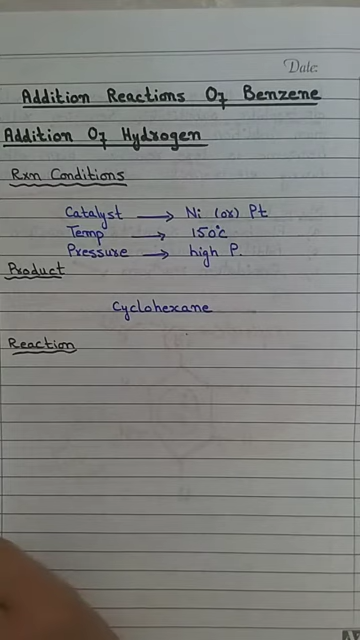 Date:
Addition Reactions Of Benzene
Addition Of Hydrogen
Rxn Conditions
Catalyst → Ni (or) Pt
Temp → 150°C
Pressure → high P.
Product
Cyclohexane
Reaction